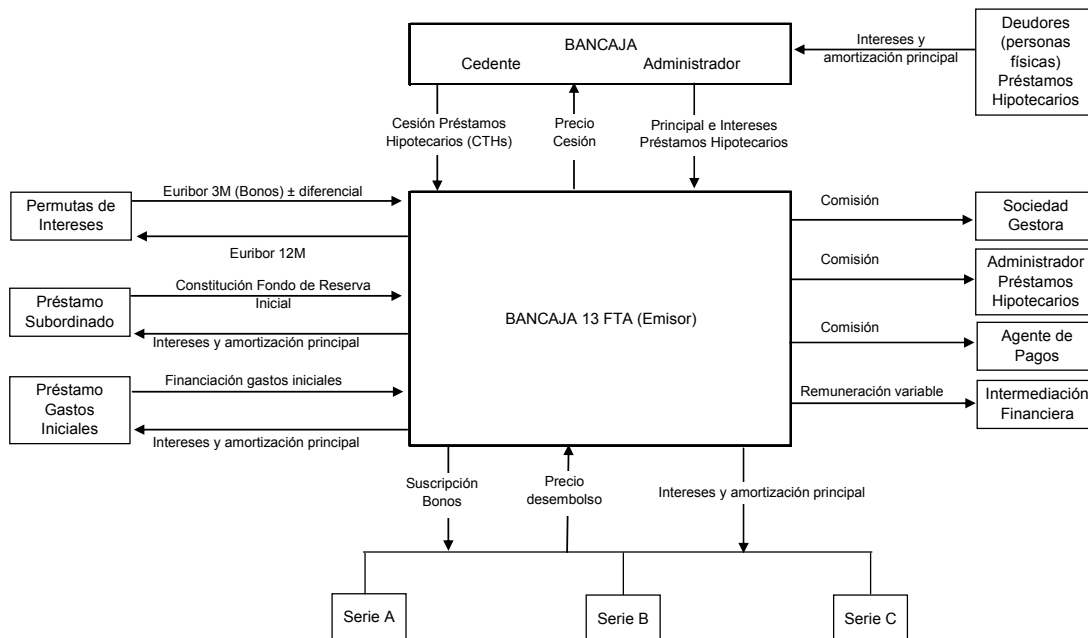 BANCAJA
Cedente
Administrador
Intereses y
amortización principal
Deudores
(personas
físicas)
Préstamos
Hipotecarios
Cesión Préstamos
Hipotecarios (CTHs)
Precio
Cesión
Principal e Intereses
Préstamos Hipotecarios
Permutas de
Intereses
Euribor 3M (Bonos) ± diferencial
Euribor 12M
Préstamo
Subordinado
Constitución Fondo de Reserva
Inicial
Intereses y amortización principal
Préstamo
Gastos
Iniciales
Financiación gastos iniciales
Intereses y amortización principal
BANCAJA 13 FTA (Emisor)
Comisión
Sociedad
Gestora
Comisión
Administrador
Préstamos
Hipotecarios
Comisión
Agente de
Pagos
Remuneración variable
Intermediación
Financiera
Suscripción
Bonos
Precio
desembolso
Intereses y amortización principal
Serie A
Serie B
Serie C